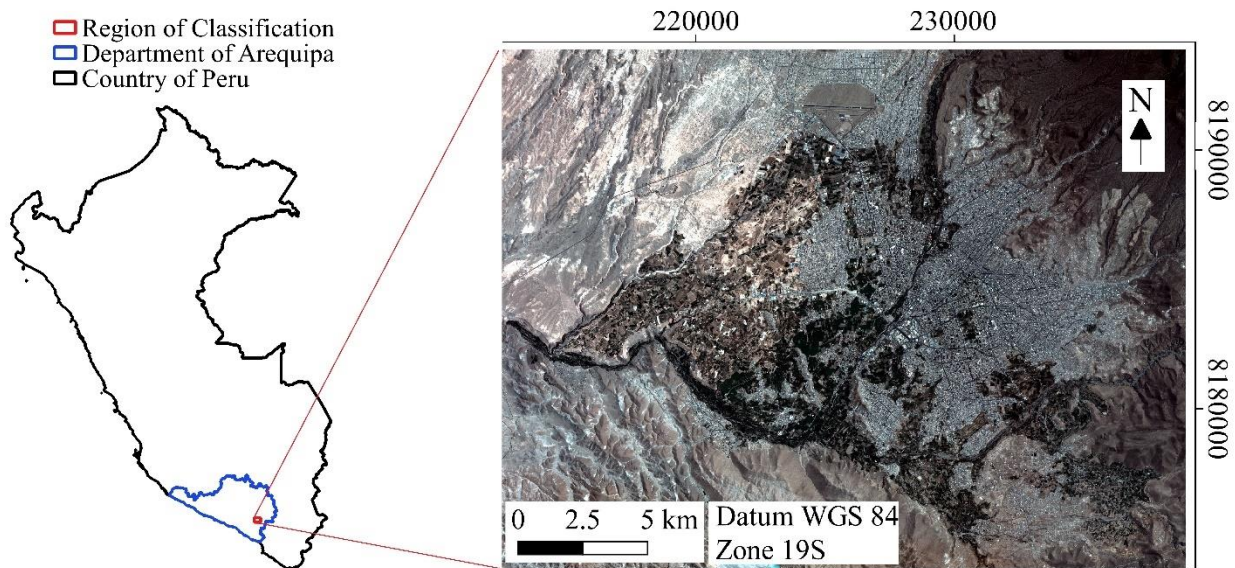 Region of Classification
Department of Arequipa
Country of Peru
220000 230000
N
8190000
8180000
0 2.5 5 km
Datum WGS 84
Zone 19S